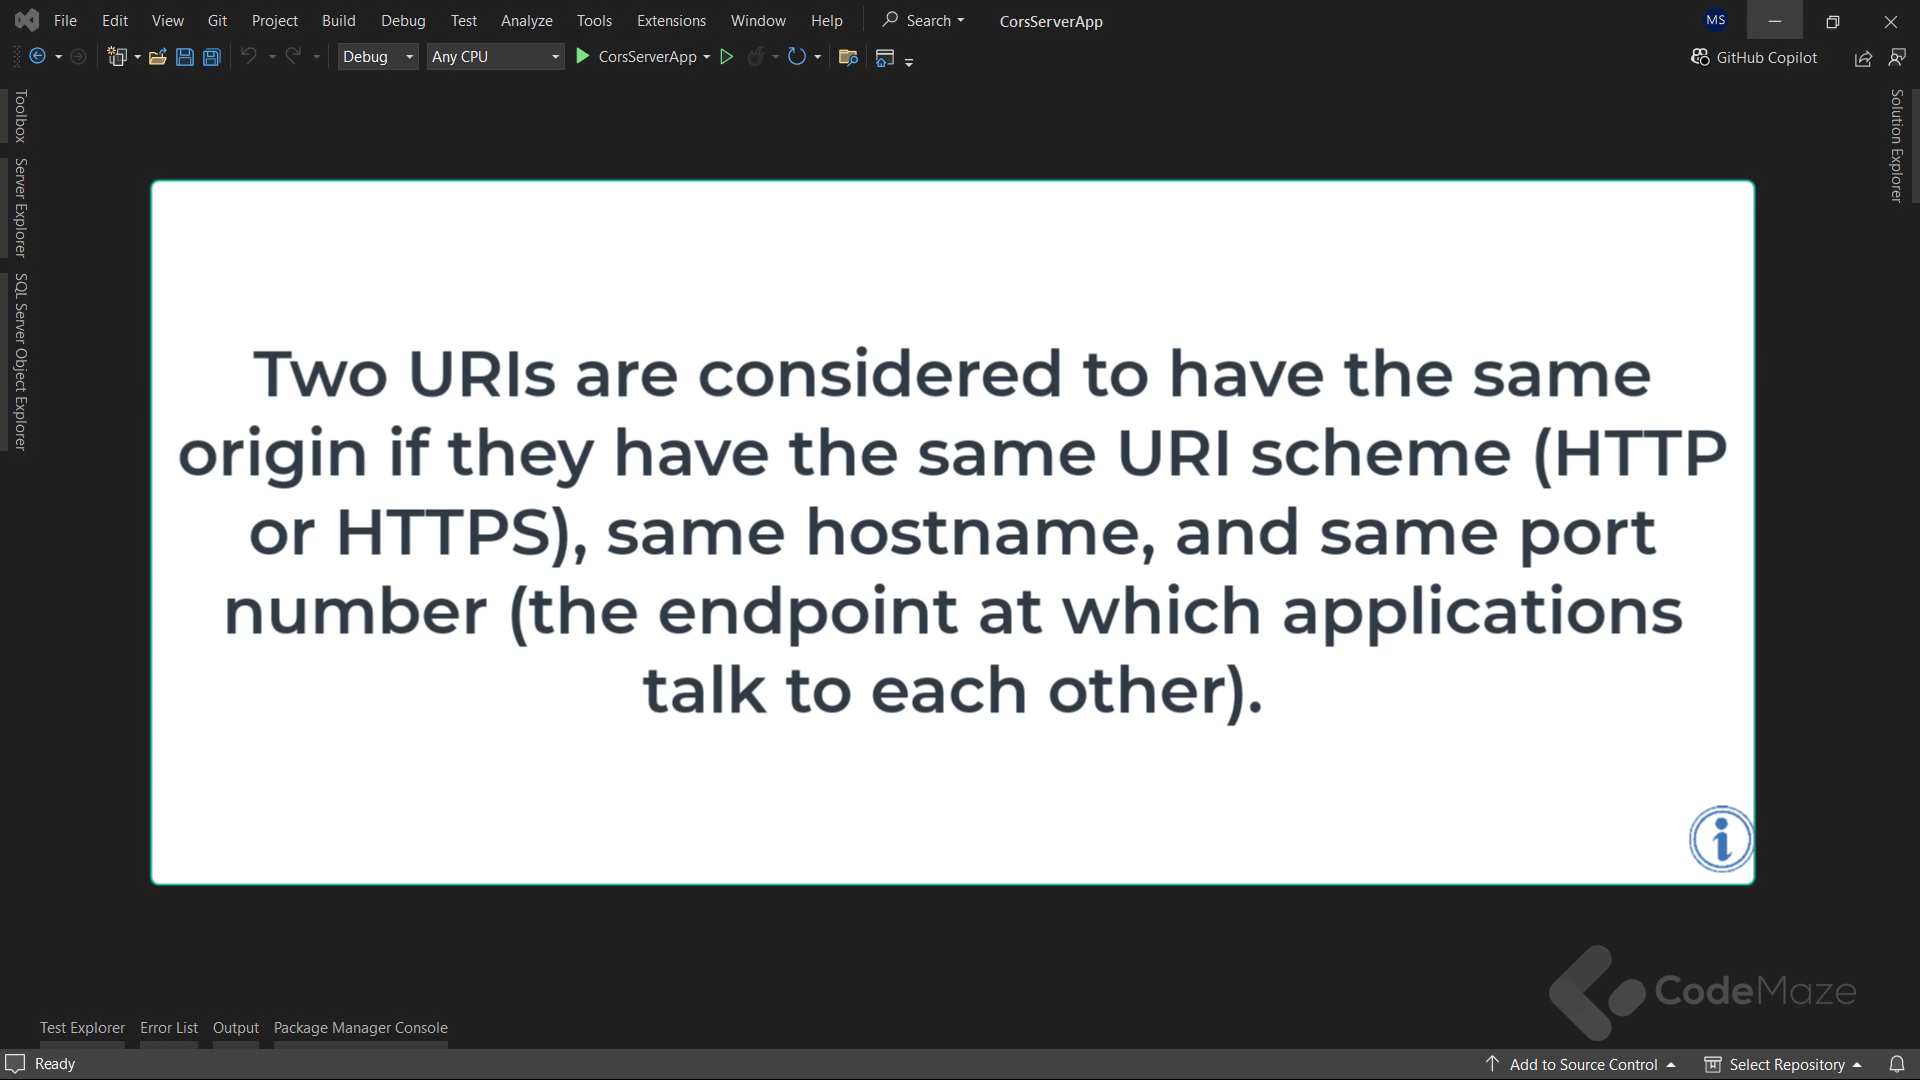 File Edit View Git Project Build Debug Test Analyze Tools Extensions Window Help Search CorsServerApp MS
Debug Any CPU CorsServerApp GitHub Copilot
Toolbox
Server Explorer
SQL Server Object Explorer
Solution Explorer
Two URIs are considered to have the same
origin if they have the same URI scheme (HTTP
or HTTPS), same hostname, and same port
number (the endpoint at which applications
talk to each other).
CodeMaze
Test Explorer Error List Output Package Manager Console
Ready Add to Source Control Select Repository